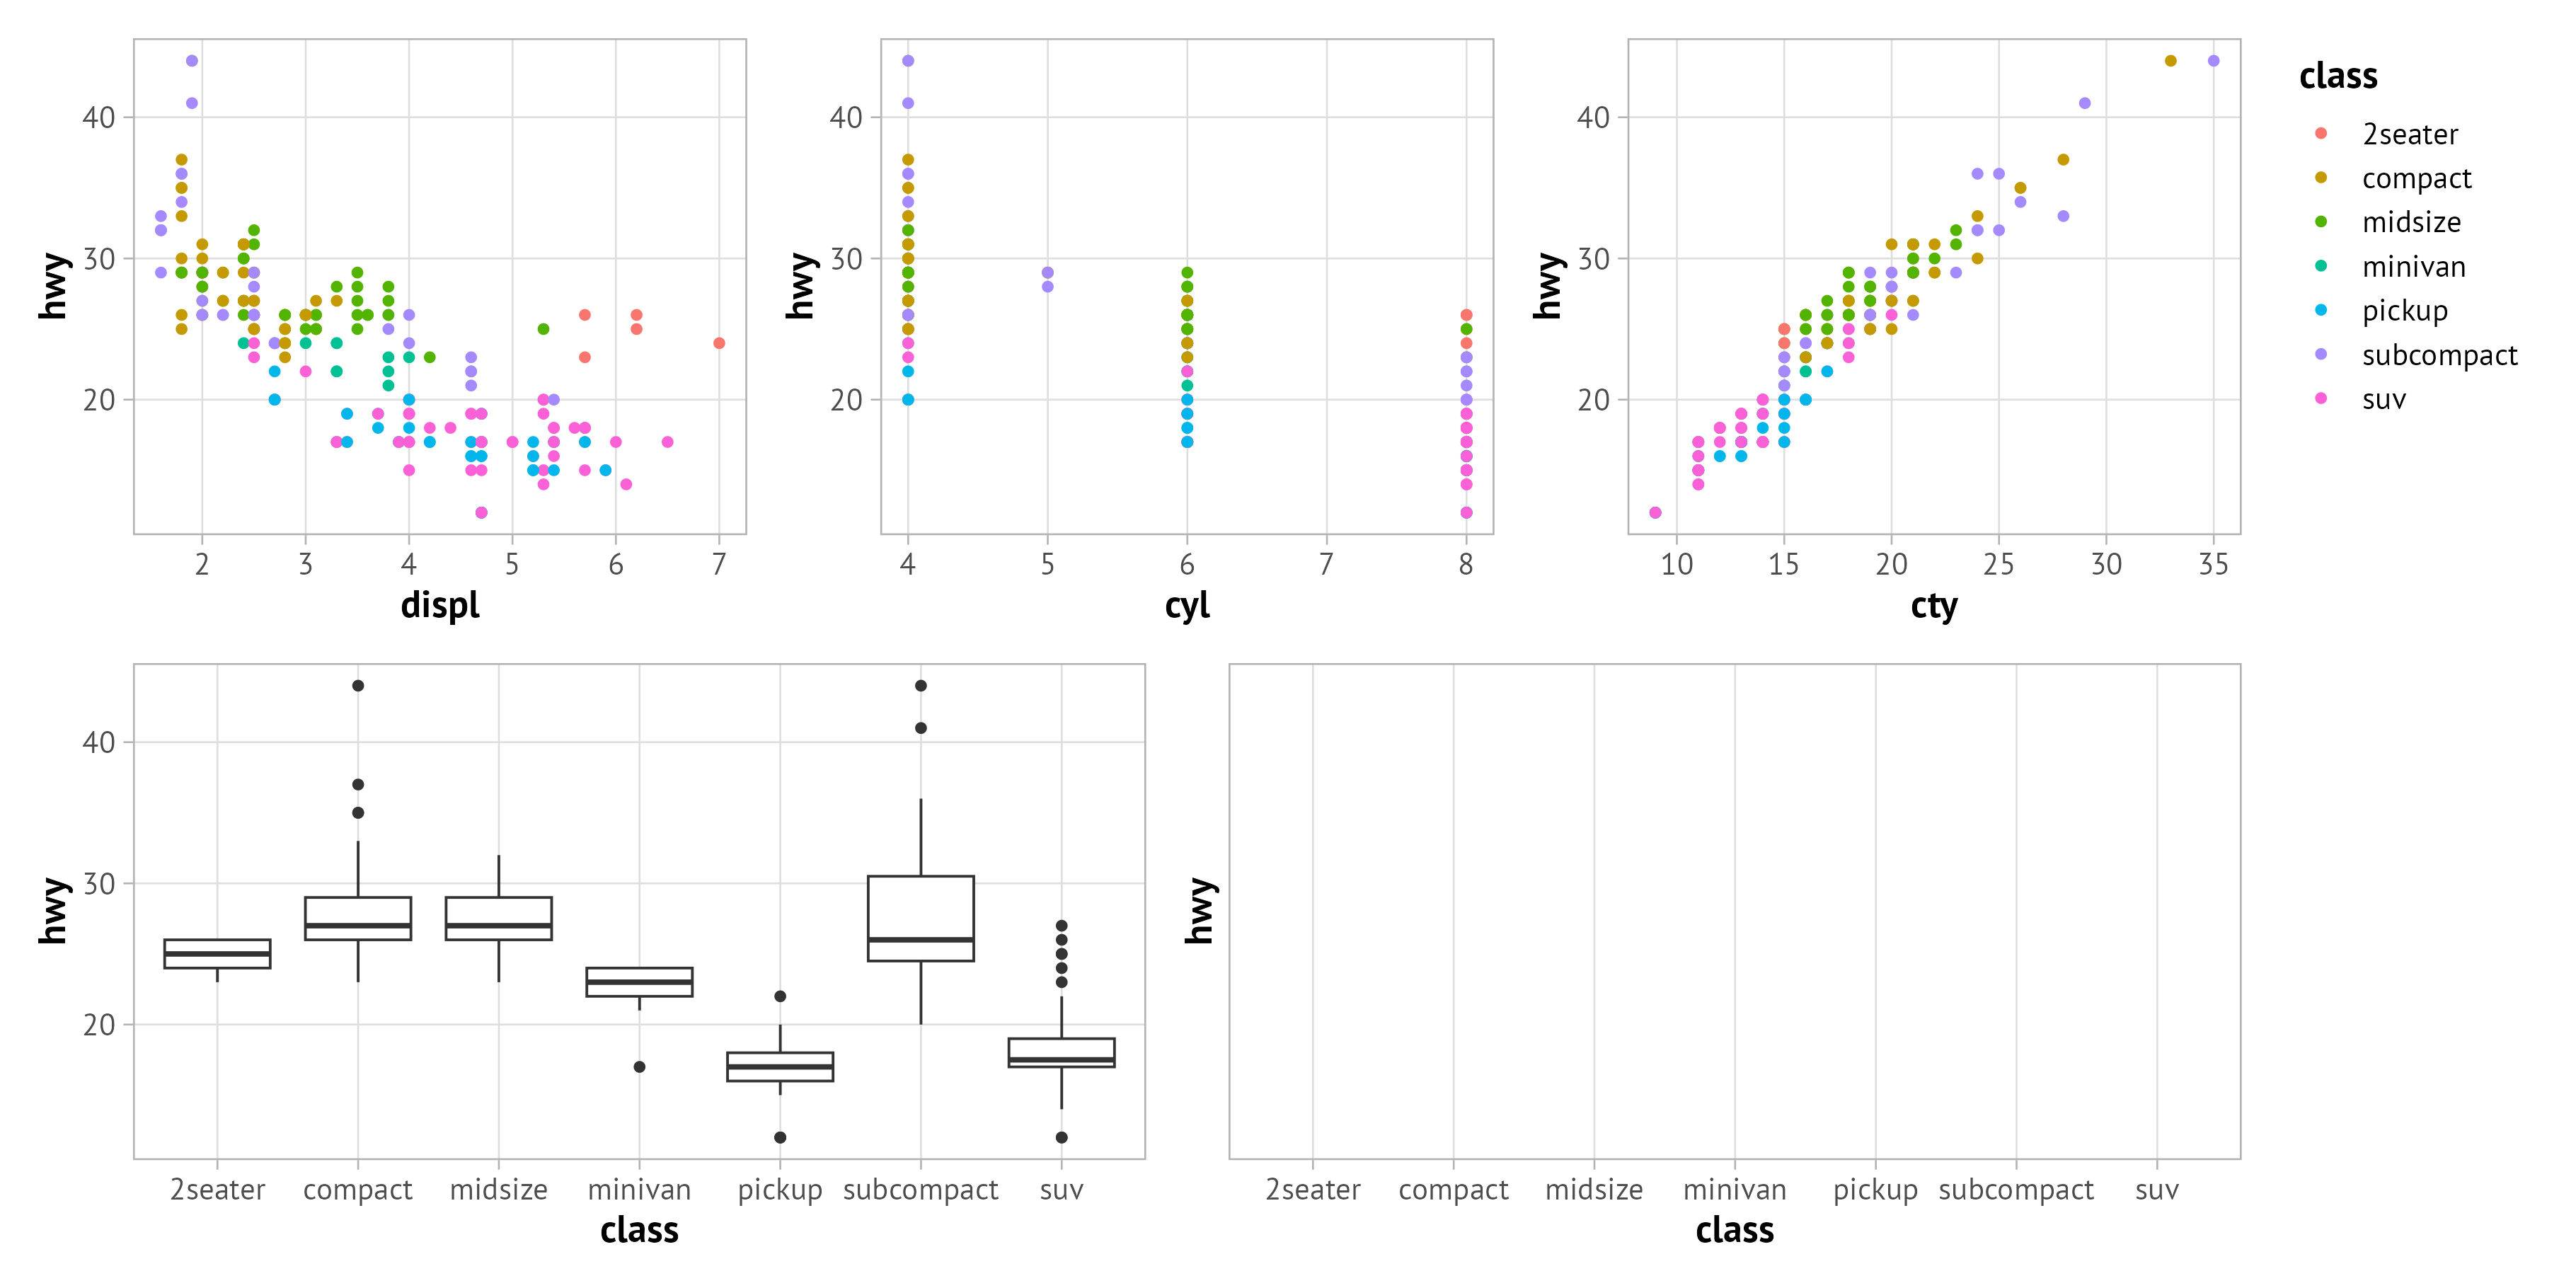 40
30
20
hwy
2 3 4 5 6 7
displ
40
30
20
hwy
4 5 6 7 8
cyl
40
30
20
hwy
10 15 20 25 30 35
cty
class
2seater
compact
midsize
minivan
pickup
subcompact
suv
40
30
20
hwy
2seater compact midsize minivan pickup subcompact suv
class
hwy
2seater compact midsize minivan pickup subcompact suv
class